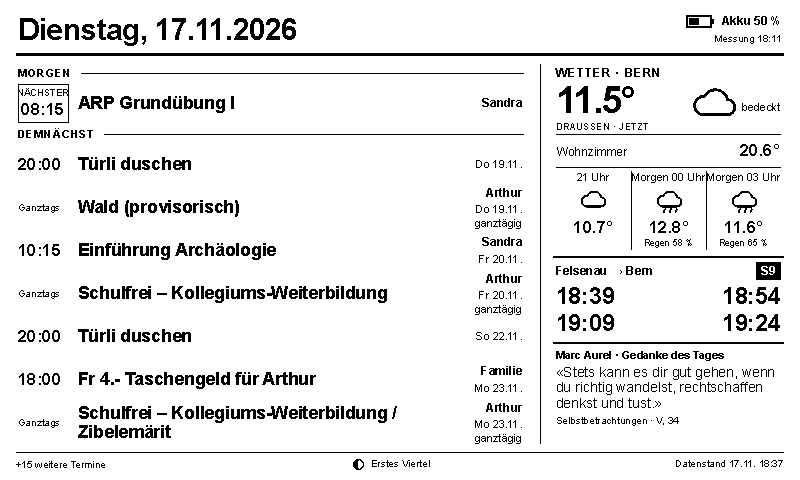 Dienstag, 17.11.2026
Akku 50 %
Messung 18:11
MORGEN
NÄCHSTER
08:15
ARP Grundübung I
Sandra
DEMNÄCHST
20:00
Türli duschen
Do 19.11.
Ganztags
Wald (provisorisch)
Arthur
Do 19.11.
ganztägig
10:15
Einführung Archäologie
Sandra
Fr 20.11.
Ganztags
Schulfrei – Kollegiums-Weiterbildung
Arthur
Fr 20.11.
ganztägig
20:00
Türli duschen
So 22.11.
18:00
Fr 4.- Taschengeld für Arthur
Familie
Mo 23.11.
Ganztags
Schulfrei – Kollegiums-Weiterbildung /
Zibelemärit
Arthur
Mo 23.11.
ganztägig
WETTER · BERN
11.5°
bedeckt
DRAUSSEN · JETZT
Wohnzimmer
20.6°
21 Uhr
Morgen 00 Uhr
Morgen 03 Uhr
10.7°
12.8°
11.6°
Regen 58 %
Regen 65 %
Felsenau › Bern
S9
18:39
18:54
19:09
19:24
Marc Aurel · Gedanke des Tages
«Stets kann es dir gut gehen, wenn
du richtig wandelst, rechtschaffen
denkst und tust.»
Selbstbetrachtungen · V, 34
+15 weitere Termine
Erstes Viertel
Datenstand 17.11. 18:37